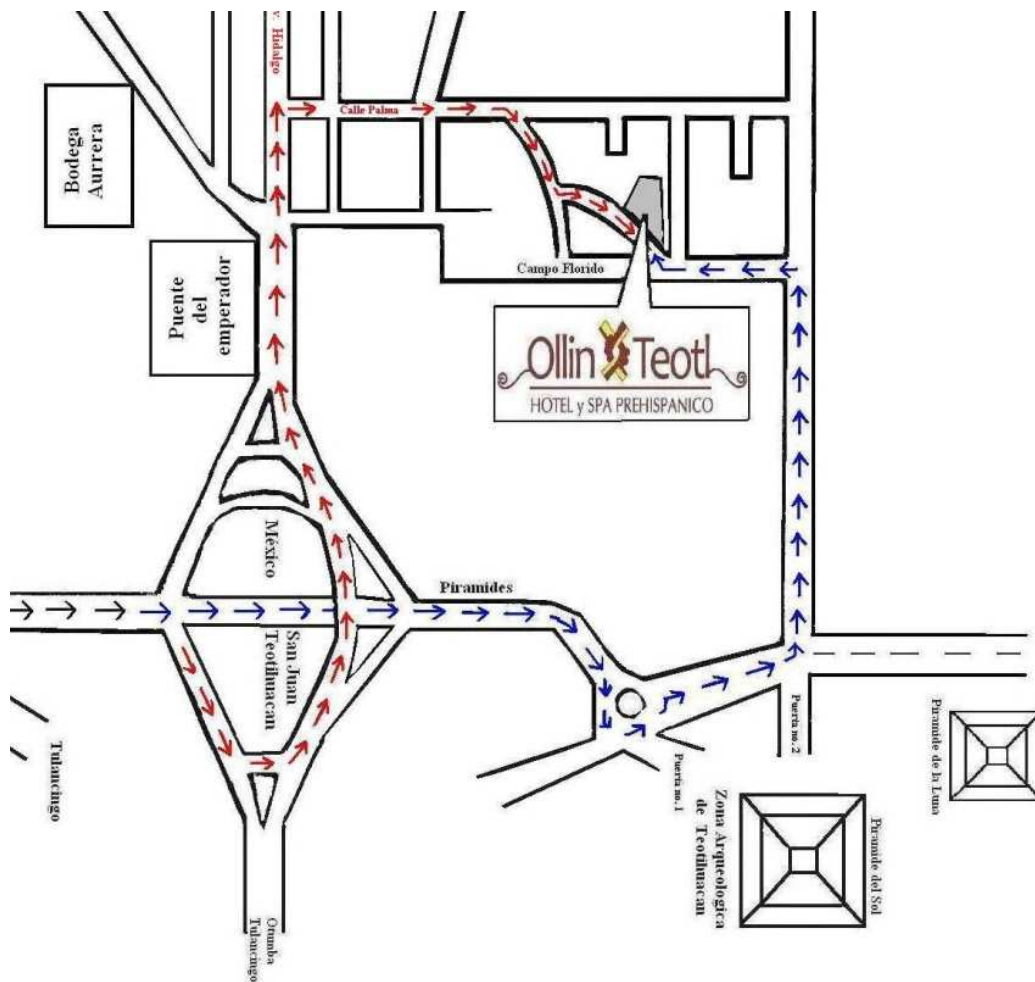 v. Hidalgo
Calle Palma
Bodega
Aurrera
Puente
del
emperador
Campo Florido
Ollin Teotl
HOTEL y SPA PREHISPANICO
México
San Juan
Teotihuacan
Piramides
Tulancingo
Otumba
Tulancingo
Puerta no. 1
Puerta no. 2
Zona Arqueologica
de Teotihuacan
Piramide del Sol
Piramide de la Luna